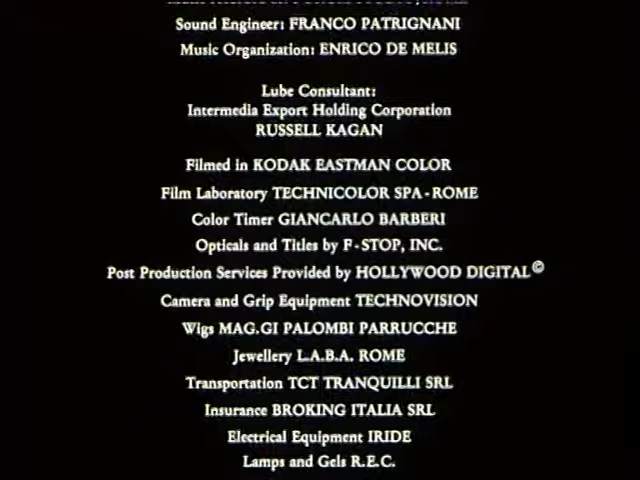 Sound Engineer: FRANCO PATRIGNANI
Music Organization: ENRICO DE MELIS
Lube Consultant:
Intermedia Export Holding Corporation
RUSSELL KAGAN
Filmed in KODAK EASTMAN COLOR
Film Laboratory TECHNICOLOR SPA-ROME
Color Timer GIANCARLO BARBERI
Opticals and Titles by F-STOP, INC.
Post Production Services Provided by HOLLYWOOD DIGITAL©
Camera and Grip Equipment TECHNOVISION
Wigs MAG.GI PALOMBI PARRUCCHE
Jewellery L.A.B.A. ROME
Transportation TCT TRANQUILLI SRL
Insurance BROKING ITALIA SRL
Electrical Equipment IRIDE
Lamps and Gels R.E.C.